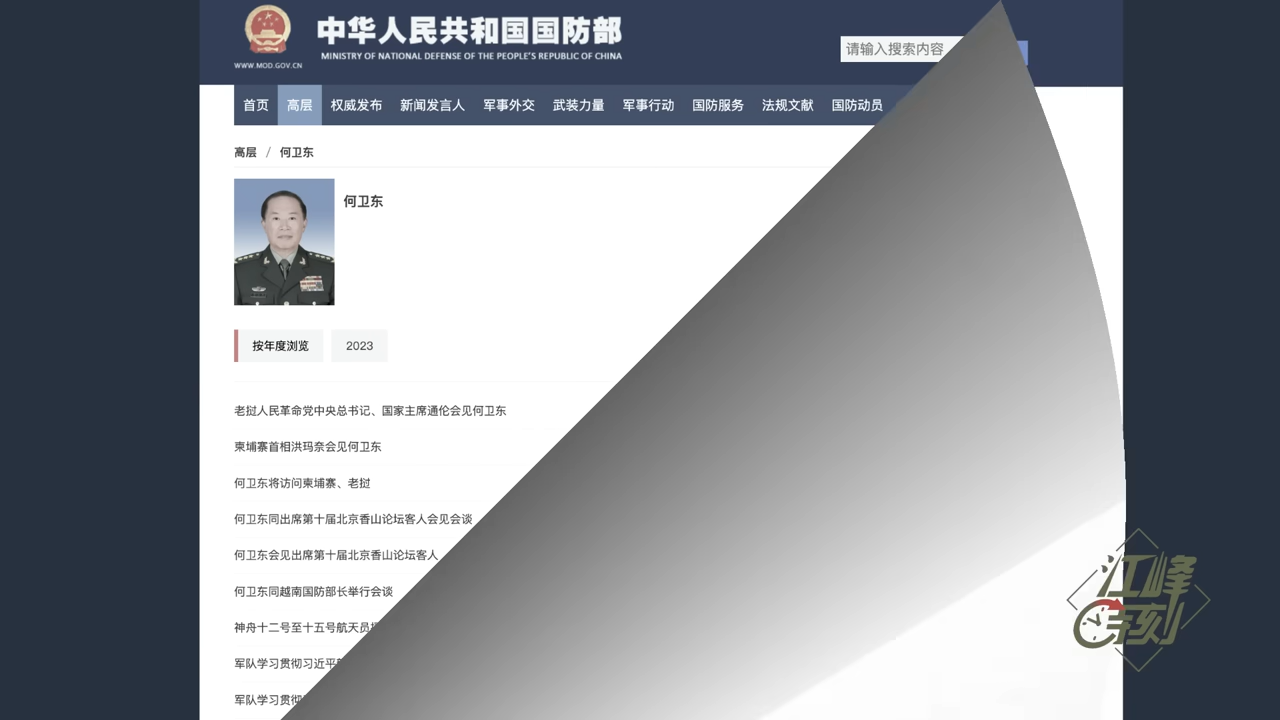 中华人民共和国国防部
WWW.MOD.GOV.CN
MINISTRY OF NATIONAL DEFENSE OF THE PEOPLE'S REPUBLIC OF CHINA
请输入搜索内容
首页 高层 权威发布 新闻发言人 军事外交 武装力量 军事行动 国防服务 法规文献 国防动员
高层 / 何卫东
何卫东
按年度浏览 2023
老挝人民革命党中央总书记、国家主席通伦会见何卫东
柬埔寨首相洪玛奈会见何卫东
何卫东将访问柬埔寨、老挝
何卫东同出席第十届北京香山论坛客人会见会谈
何卫东会见出席第十届北京香山论坛客人
何卫东同越南国防部长举行会谈
神舟十二号至十五号航天员
军队学习贯彻习近平
军队学习贯彻
江峰
时刻